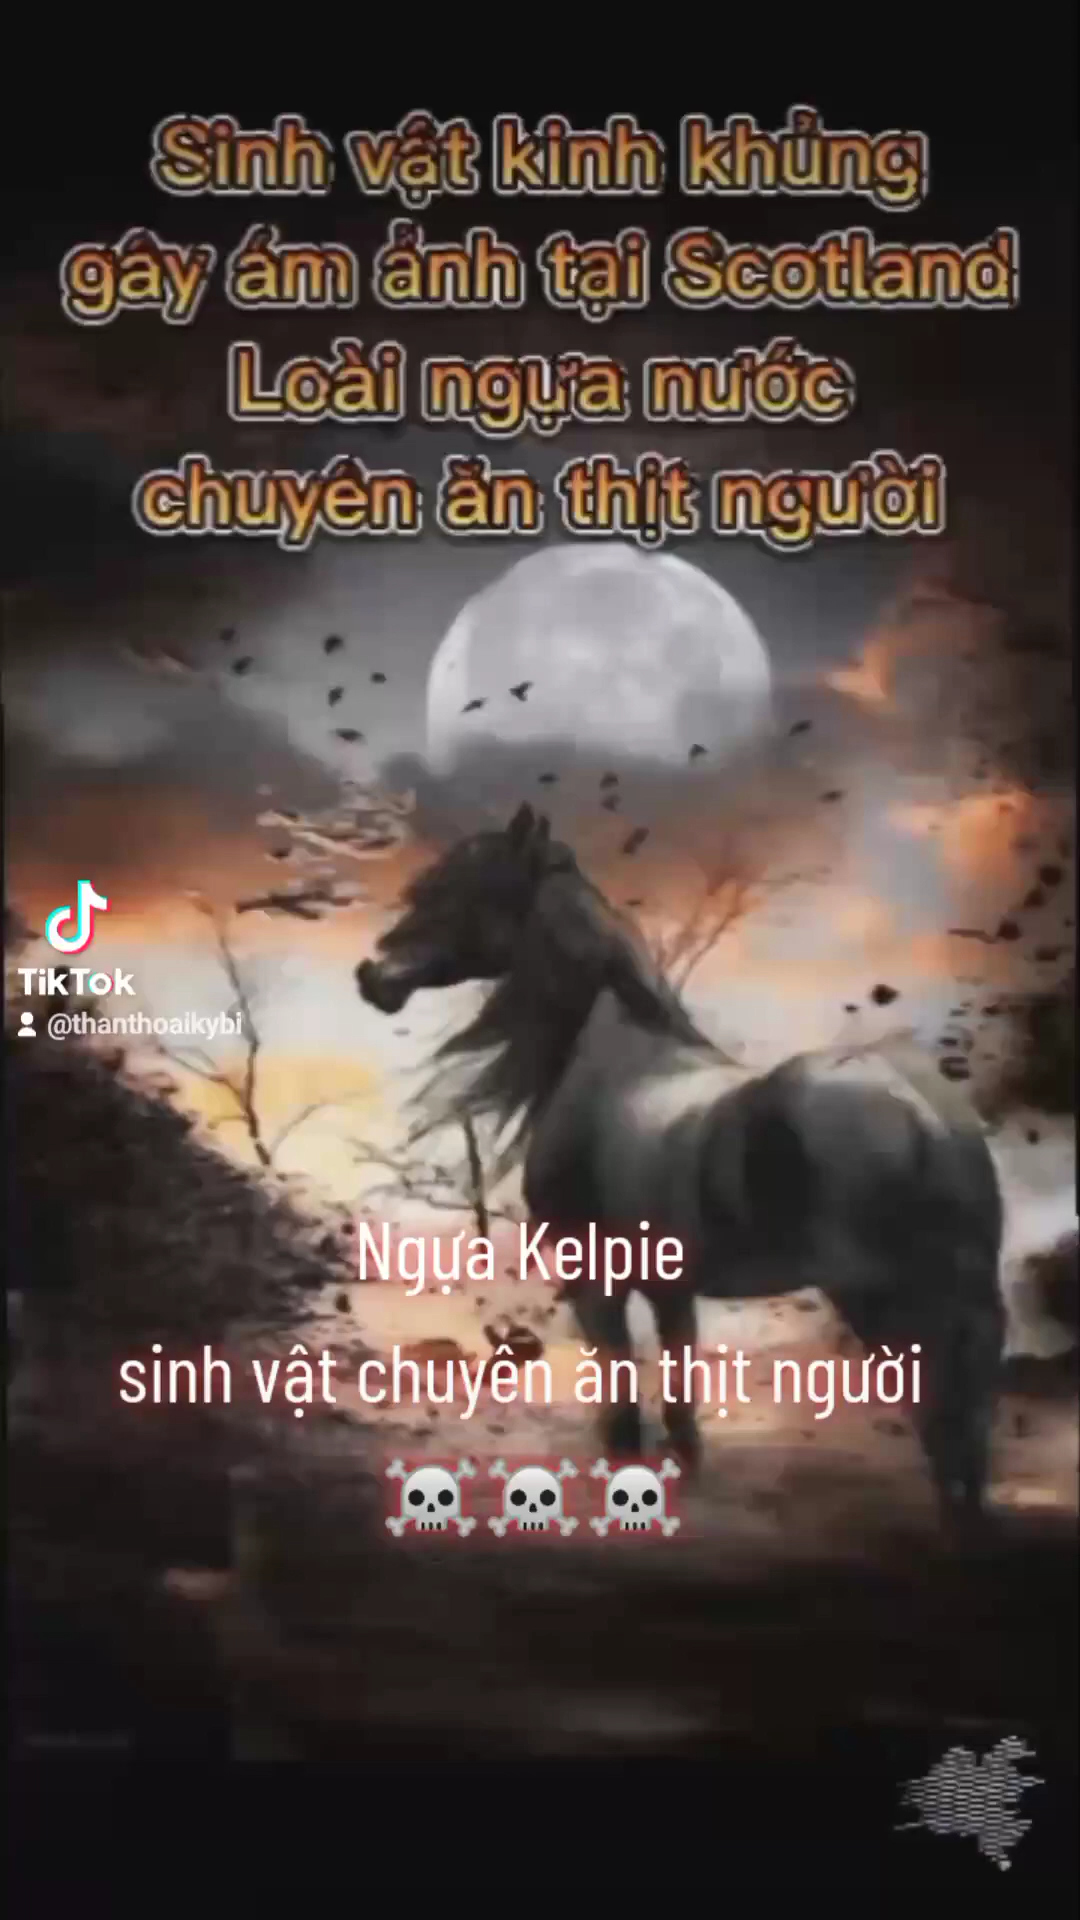 Sinh vật kinh khủng
gây ám ảnh tại Scotland
Loài ngựa nước
chuyên ăn thịt người
TikTok
@thanthoaikybi
Ngựa Kelpie
sinh vật chuyên ăn thịt người
☠☠☠